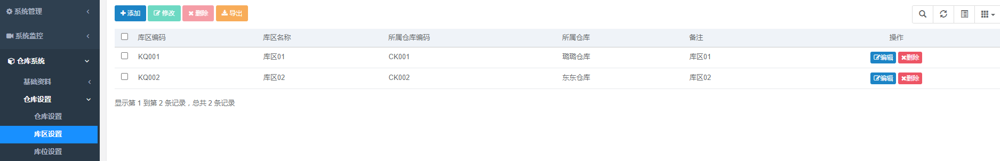 系统管理
系统监控
仓库系统
基础资料
仓库设置
仓库设置
库区设置
库位设置
添加 修改 删除 导出
库区编码 库区名称 所属仓库编码 所属仓库 备注 操作
KQ001 库区01 CK001 璐璐仓库 库区01 编辑 删除
KQ002 库区02 CK002 东东仓库 库区02 编辑 删除
显示第 1 到第 2 条记录，总共 2 条记录